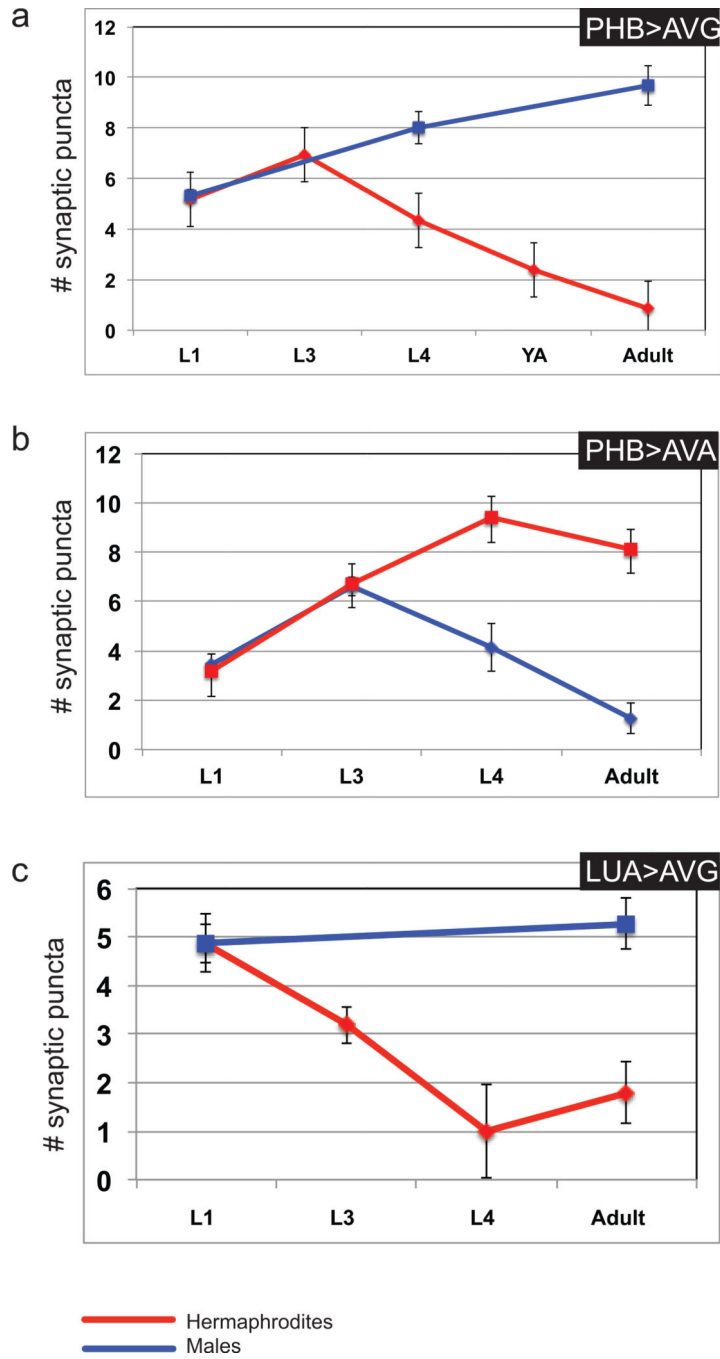 a
PHB>AVG
# synaptic puncta
12
10
8
6
4
2
0
L1 L3 L4 YA Adult
b
PHB>AVA
# synaptic puncta
12
10
8
6
4
2
0
L1 L3 L4 Adult
c
LUA>AVG
# synaptic puncta
6
5
4
3
2
1
0
L1 L3 L4 Adult
Hermaphrodites
Males